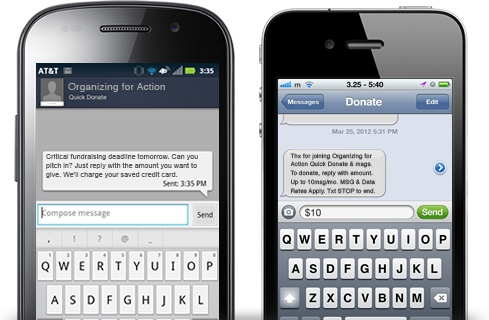 AT&T
3:35
Organizing for Action
Quick Donate
Critical fundraising deadline tomorrow. Can you
pitch in? Just reply with the amount you want
to give. We'll charge your saved credit card.
Sent: 3:35 PM
Compose message
Send
, ! ? @ _
Q W E R T Y U I O P
A S D F G H J K L
m
3.25 - 5:40
Messages
Donate
Edit
Mar 25, 2012 5:31 PM
Thx for joining Organizing for
Action Quick Donate & msgs.
To donate, reply with amount.
Up to 10msg/mo. MSG & Data
Rates Apply. Txt STOP to end.
$10
Send
Q W E R T Y U I O P
A S D F G H J K L
Z X C V B N M